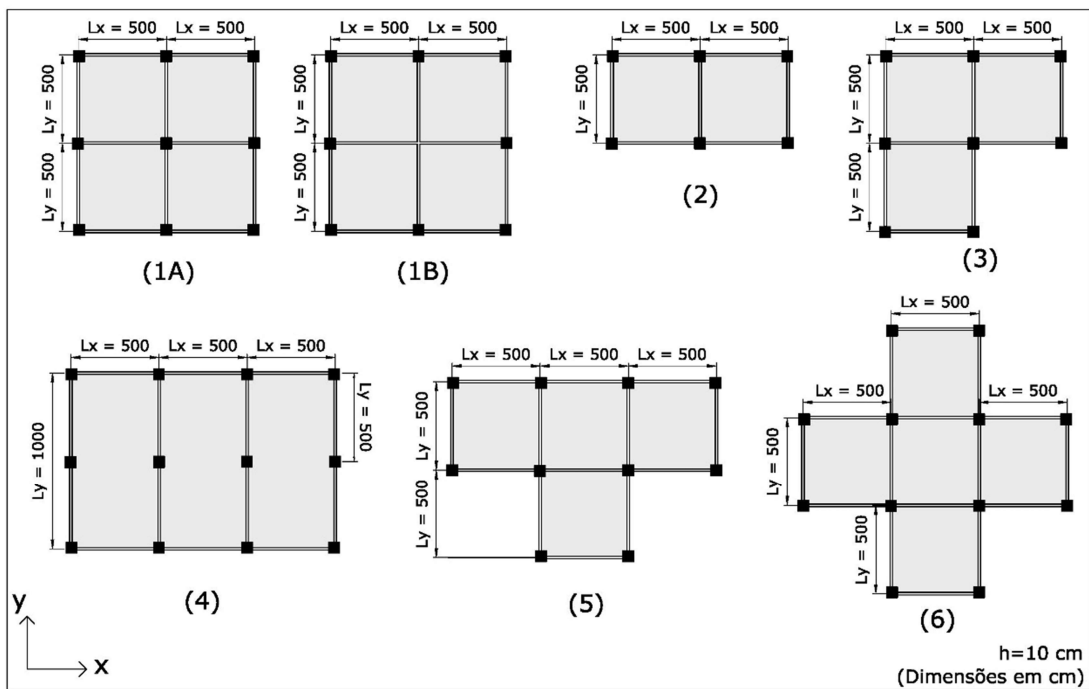 Lx = 500 Lx = 500
Ly = 500
Ly = 500
(1A)
Lx = 500 Lx = 500
Ly = 500
Ly = 500
(1B)
Lx = 500 Lx = 500
Ly = 500
(2)
Lx = 500 Lx = 500
Ly = 500
Ly = 500
(3)
Lx = 500 Lx = 500 Lx = 500
Ly = 1000
Ly = 500
(4)
Lx = 500 Lx = 500 Lx = 500
Ly = 500
Ly = 500
(5)
Lx = 500
Lx = 500 Lx = 500
Ly = 500
Ly = 500
(6)
y
x
h=10 cm
(Dimensões em cm)